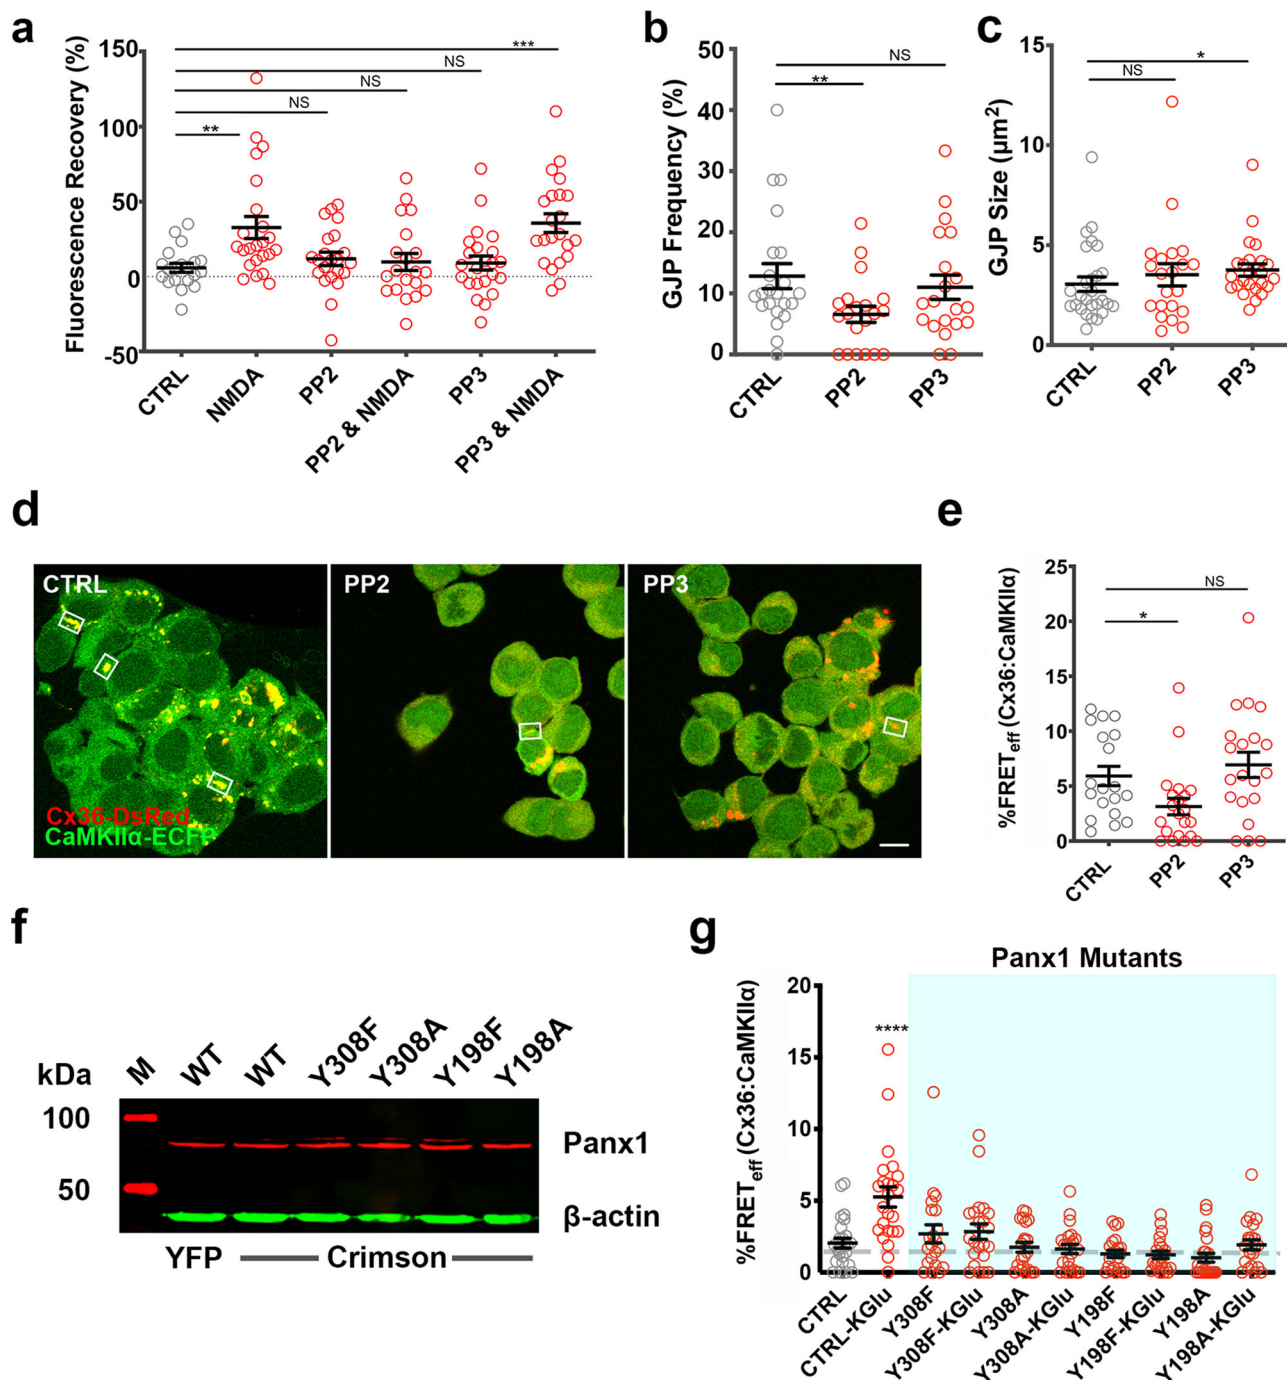 a
Fluorescence Recovery (%)
150
100
50
0
-50
***
NS
NS
NS
**
CTRL
NMDA
PP2
PP2 & NMDA
PP3
PP3 & NMDA
b
GJP Frequency (%)
50
40
30
20
10
0
NS
**
CTRL
PP2
PP3
c
GJP Size (µm²)
15
10
5
0
*
NS
CTRL
PP2
PP3
d
CTRL
PP2
PP3
Cx36-DsRed
CaMKIIα-ECFP
e
%FRETeff (Cx36:CaMKIIα)
25
20
15
10
5
0
NS
*
CTRL
PP2
PP3
f
kDa
M
WT
WT
Y308F
Y308A
Y198F
Y198A
100
50
Panx1
β-actin
YFP
Crimson
g
Panx1 Mutants
%FRETeff (Cx36:CaMKIIα)
20
15
10
5
0
****
CTRL
CTRL-KGlu
Y308F
Y308F-KGlu
Y308A
Y308A-KGlu
Y198F
Y198F-KGlu
Y198A
Y198A-KGlu